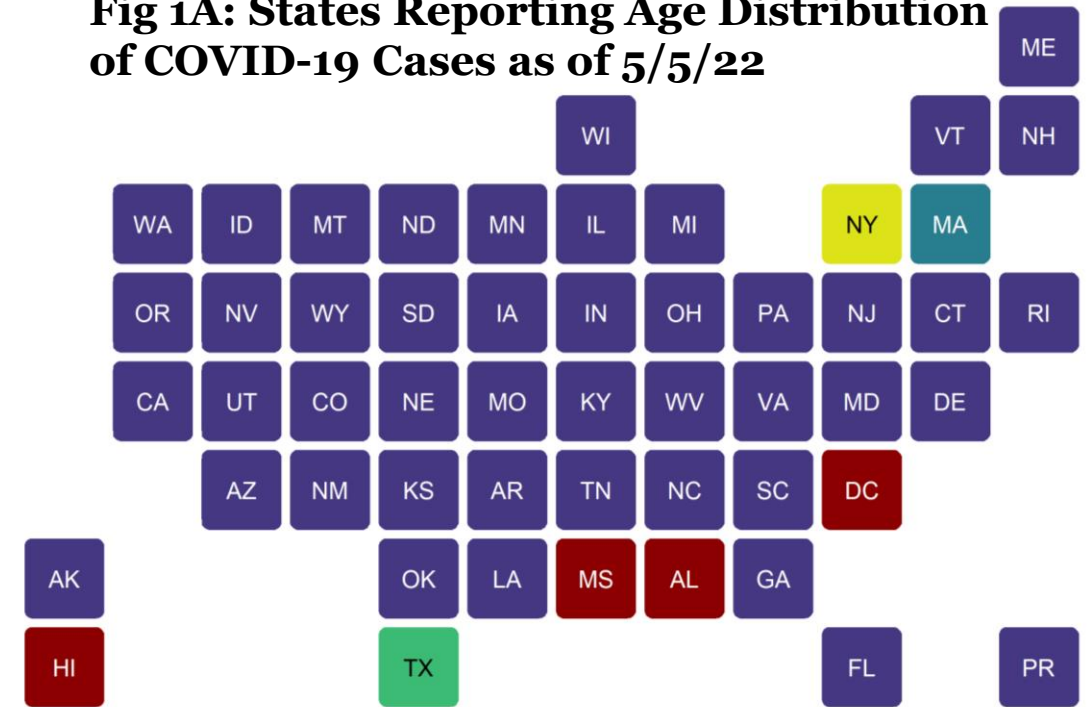 Fig 1A: States Reporting Age Distribution
of COVID-19 Cases as of 5/5/22
ME
WI VT NH
WA ID MT ND MN IL MI NY MA
OR NV WY SD IA IN OH PA NJ CT RI
CA UT CO NE MO KY WV VA MD DE
AZ NM KS AR TN NC SC DC
AK OK LA MS AL GA
HI TX FL PR